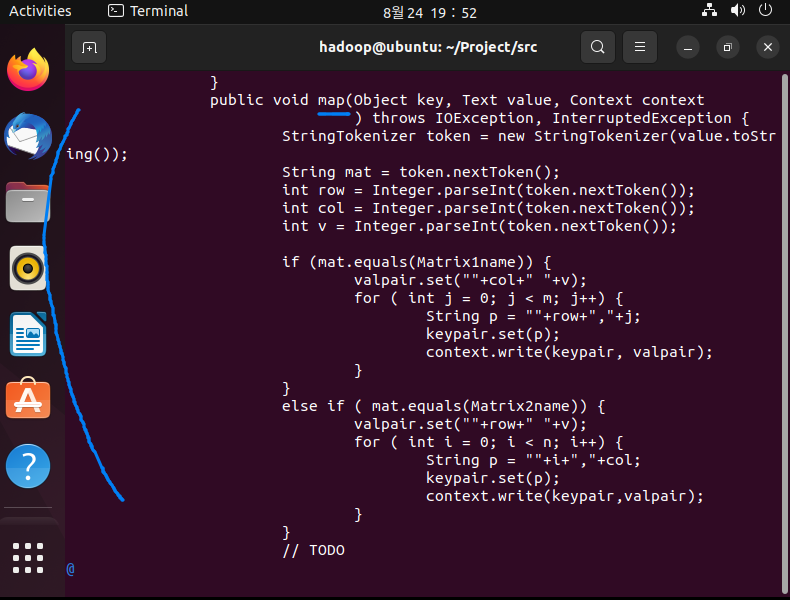 Activities Terminal 8월 24 19 : 52
hadoop@ubuntu: ~/Project/src
}
public void map(Object key, Text value, Context context
) throws IOException, InterruptedException {
StringTokenizer token = new StringTokenizer(value.toStr
ing());
String mat = token.nextToken();
int row = Integer.parseInt(token.nextToken());
int col = Integer.parseInt(token.nextToken());
int v = Integer.parseInt(token.nextToken());
if (mat.equals(Matrix1name)) {
valpair.set(""+col+" "+v);
for ( int j = 0; j < m; j++) {
String p = ""+row+","+j;
keypair.set(p);
context.write(keypair, valpair);
}
}
else if ( mat.equals(Matrix2name)) {
valpair.set(""+row+" "+v);
for ( int i = 0; i < n; i++) {
String p = ""+i+","+col;
keypair.set(p);
context.write(keypair,valpair);
}
}
// TODO
@